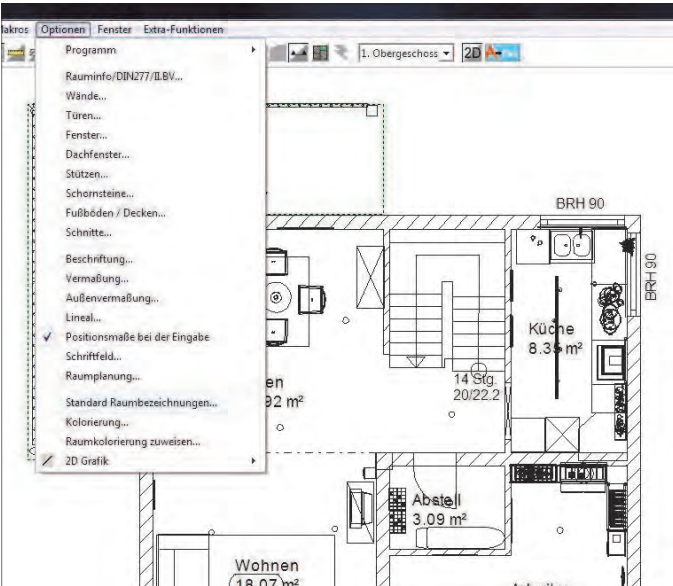 Optionen Fenster Extra-Funktionen
1. Obergeschoss 2D
Programm
Rauminfo/DIN277/II.BV...
Wände...
Türen...
Fenster...
Dachfenster...
Stützen...
Schornsteine...
Fußböden / Decken...
Schnitte...
Beschriftung...
Vermaßung...
Außenvermaßung...
Lineal...
Positionsmaße bei der Eingabe
Schriftfeld...
Raumplanung...
Standard Raumbezeichnungen...
Kolorierung...
Raumkolorierung zuweisen...
2D Grafik
BRH 90
BRH 90
Küche
8.35 m²
14 Stg.
20/22.2
92 m²
Abstell
3.09 m²
Wohnen
18.07 m²